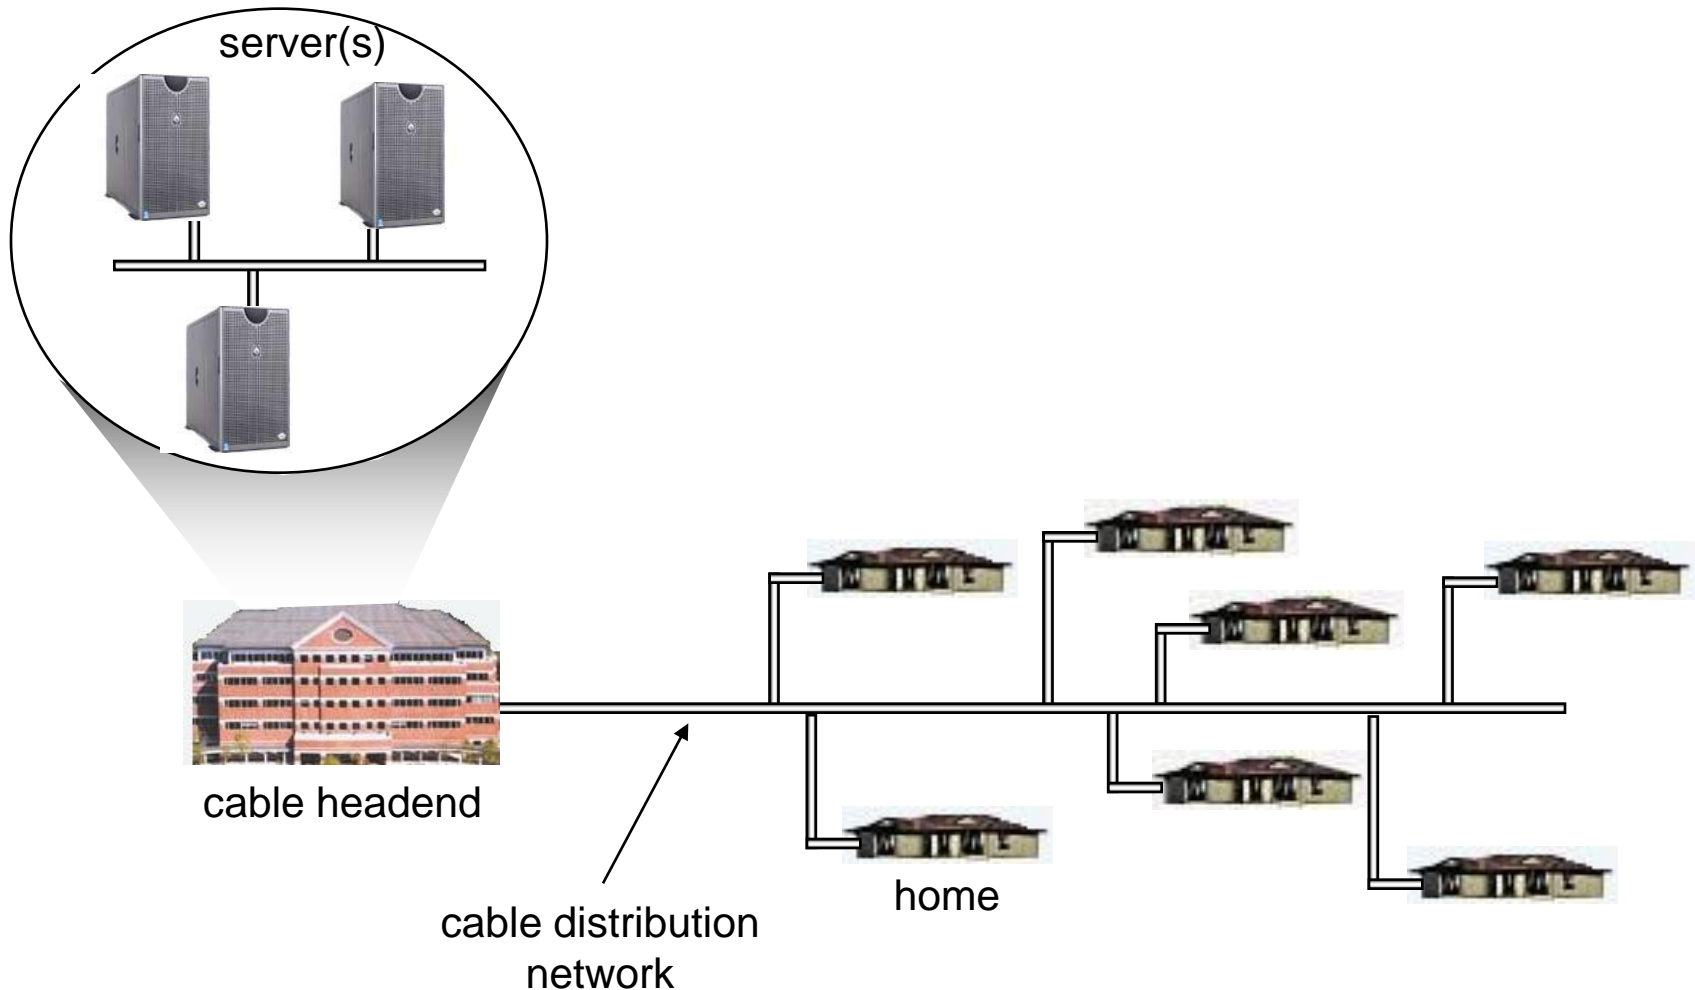 server(s)
cable headend
home
cable distribution
network